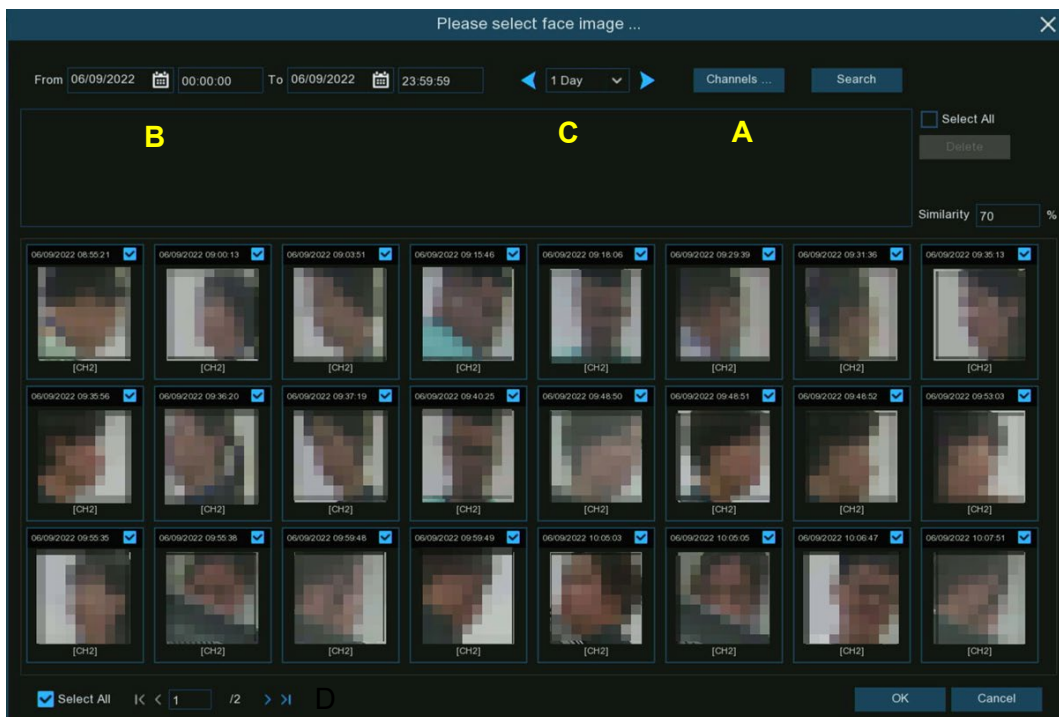 Please select face image ...
From 06/09/2022 00:00:00 To 06/09/2022 23:59:59 1 Day Channels ... Search
B C A Select All
Delete
Similarity 70 %
06/09/2022 08:55:21 06/09/2022 09:00:13 06/09/2022 09:03:51 06/09/2022 09:15:46 06/09/2022 09:18:06 06/09/2022 09:29:39 06/09/2022 09:31:36 06/09/2022 09:35:13
[CH2] [CH2] [CH2] [CH2] [CH2] [CH2] [CH2] [CH2]
06/09/2022 09:35:56 06/09/2022 09:36:20 06/09/2022 09:37:19 06/09/2022 09:40:25 06/09/2022 09:48:50 06/09/2022 09:48:51 06/09/2022 09:48:52 06/09/2022 09:53:03
[CH2] [CH2] [CH2] [CH2] [CH2] [CH2] [CH2] [CH2]
06/09/2022 09:55:35 06/09/2022 09:55:38 06/09/2022 09:59:48 06/09/2022 09:59:49 06/09/2022 10:05:03 06/09/2022 10:05:05 06/09/2022 10:06:47 06/09/2022 10:07:51
[CH2] [CH2] [CH2] [CH2] [CH2] [CH2] [CH2] [CH2]
Select All 1 /2 D OK Cancel